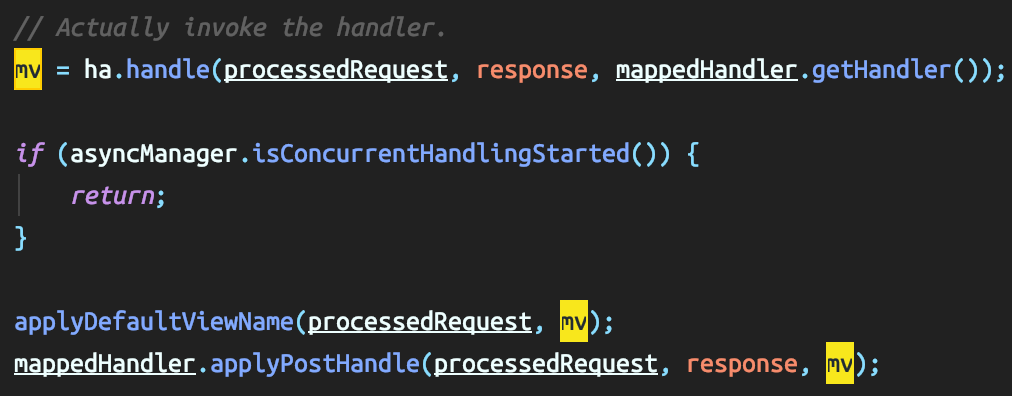 // Actually invoke the handler.
mv = ha.handle(processedRequest, response, mappedHandler.getHandler());
if (asyncManager.isConcurrentHandlingStarted()) {
return;
}
applyDefaultViewName(processedRequest, mv);
mappedHandler.applyPostHandle(processedRequest, response, mv);